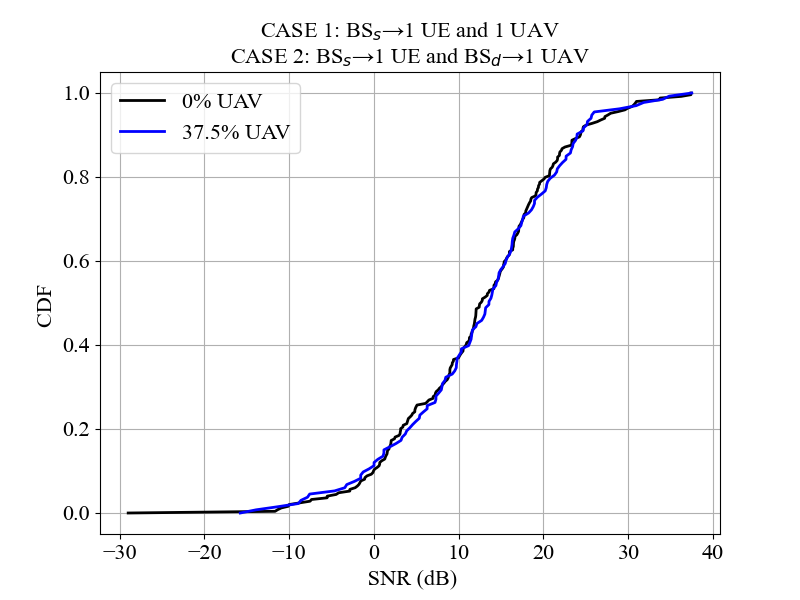 CASE 1: BSₛ→1 UE and 1 UAV
CASE 2: BSₛ→1 UE and BS_d→1 UAV
0% UAV
37.5% UAV
CDF
1.0
0.8
0.6
0.4
0.2
0.0
−30 −20 −10 0 10 20 30 40
SNR (dB)